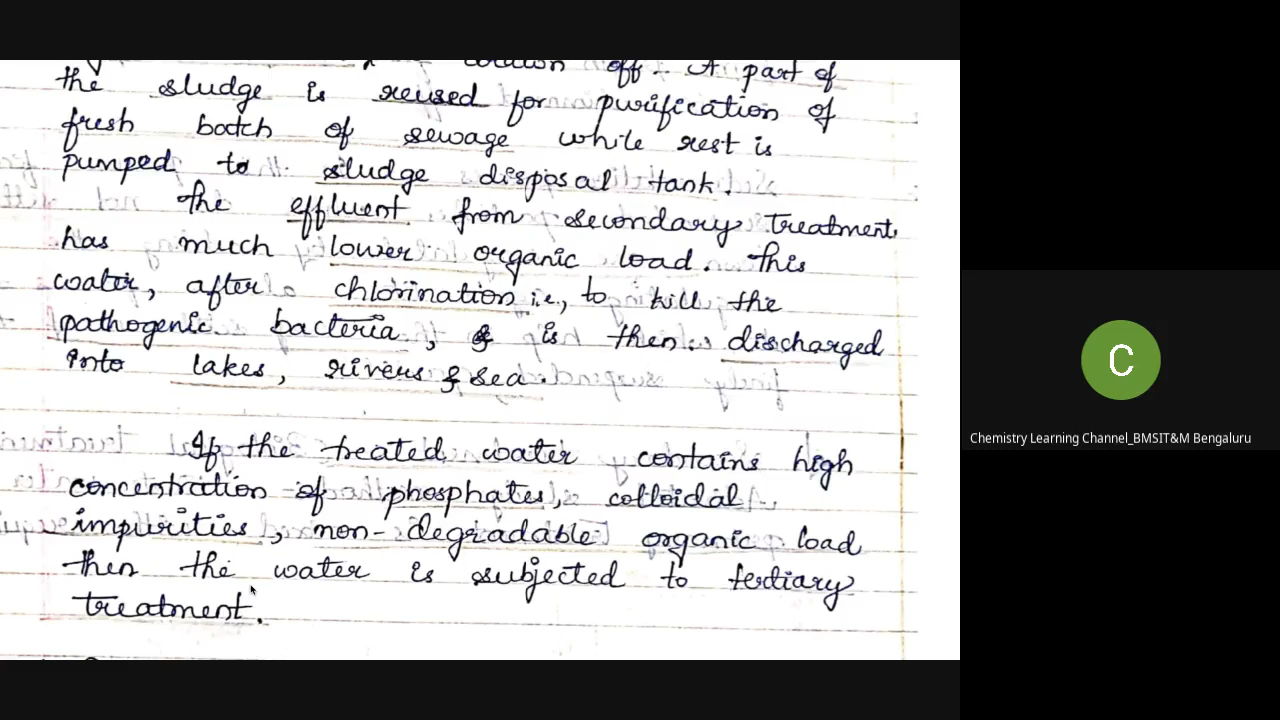 off. A part of
the sludge is reused for purification of
fresh batch of sewage while rest is
pumped to sludge disposal tank.
The effluent from secondary treatment
has much lower organic load. This
water, after chlorination i.e., to kill the
pathogenic bacteria, is then discharged
into lakes, rivers & sea.
If the treated water contains high
concentration of phosphates, colloidal
impurities, non-degradable organic load
then the water is subjected to tertiary
treatment.
C
Chemistry Learning Channel_BMSIT&M Bengaluru